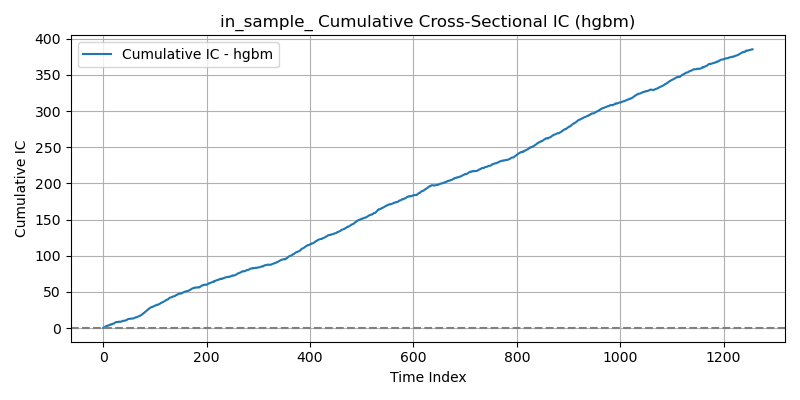 in_sample_ Cumulative Cross-Sectional IC (hgbm)
Cumulative IC - hgbm
400
350
300
250
200
150
100
50
0
Cumulative IC
0 200 400 600 800 1000 1200
Time Index